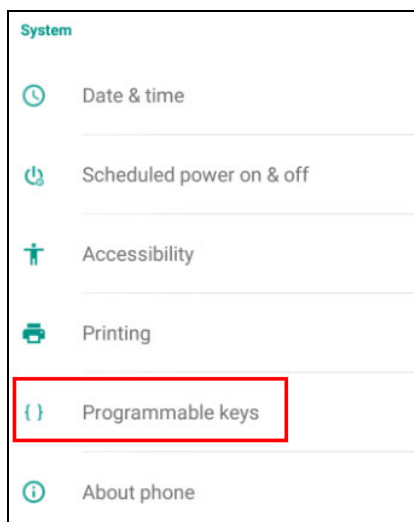 System
Date & time
Scheduled power on & off
Accessibility
Printing
{ } Programmable keys
About phone